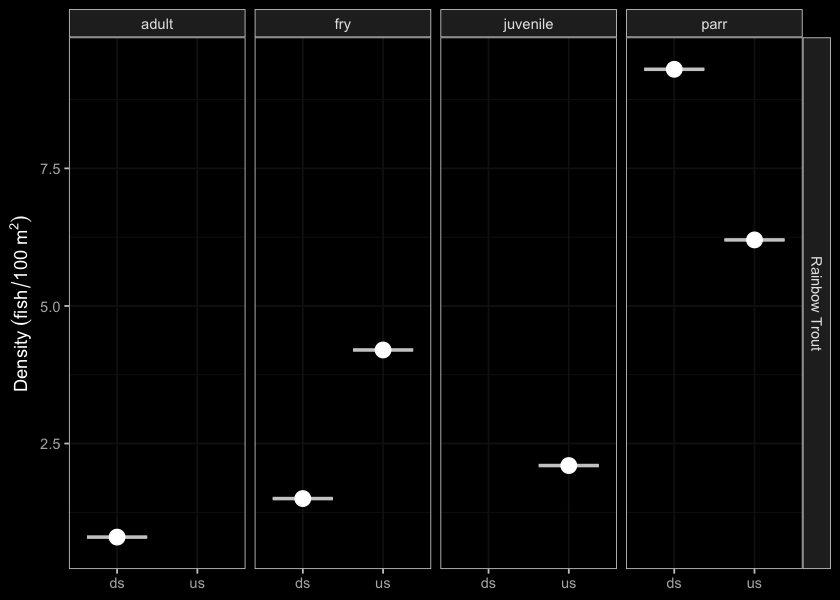 adult
fry
juvenile
parr
Density (fish/100 m²)
7.5
5.0
2.5
Rainbow Trout
ds
us
ds
us
ds
us
ds
us